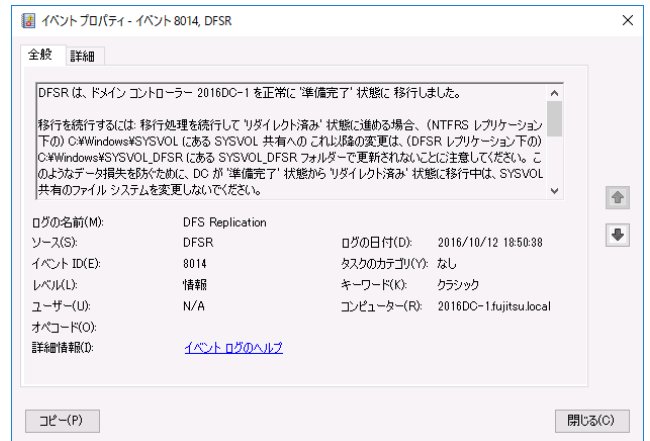 イベント プロパティ - イベント 8014, DFSR
全般 詳細
DFSR は、ドメイン コントローラー 2016DC-1 を正常に '準備完了' 状態に 移行しました。
移行を続行するには: 移行処理を続行して 'リダイレクト済み' 状態に進める場合、 (NTFRS レプリケーション
下の) C:¥Windows¥SYSVOL にある SYSVOL 共有への これ以降の変更は、(DFSR レプリケーション下の)
C:¥Windows¥SYSVOL_DFSR にある SYSVOL_DFSR フォルダーで更新されないことに注意してください。こ
のようなデータ損失を防ぐために、DC が '準備完了' 状態から 'リダイレクト済み' 状態に移行中は、SYSVOL
共有のファイル システムを変更しないでください。
ログの名前(M): DFS Replication
ソース(S): DFSR ログの日付(D): 2016/10/12 18:50:38
イベント ID(E): 8014 タスクのカテゴリ(Y): なし
レベル(L): 情報 キーワード(K): クラシック
ユーザー(U): N/A コンピューター(R): 2016DC-1.fujitsu.local
オペコード(O):
詳細情報(I): イベント ログのヘルプ
コピー(P) 閉じる(C)